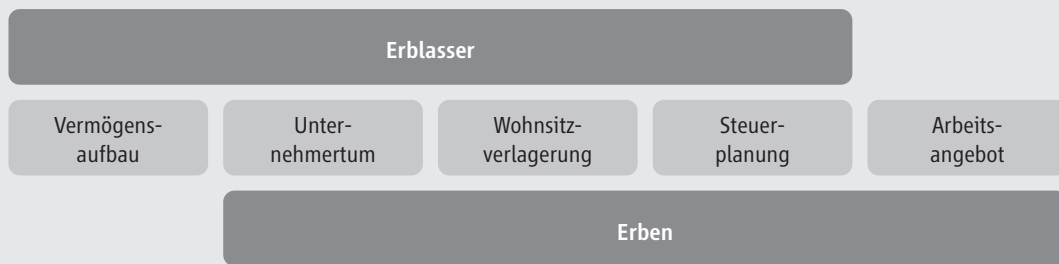 Erblasser
Vermögens-
aufbau
Unter-
nehmertum
Wohnsitz-
verlagerung
Steuer-
planung
Arbeits-
angebot
Erben